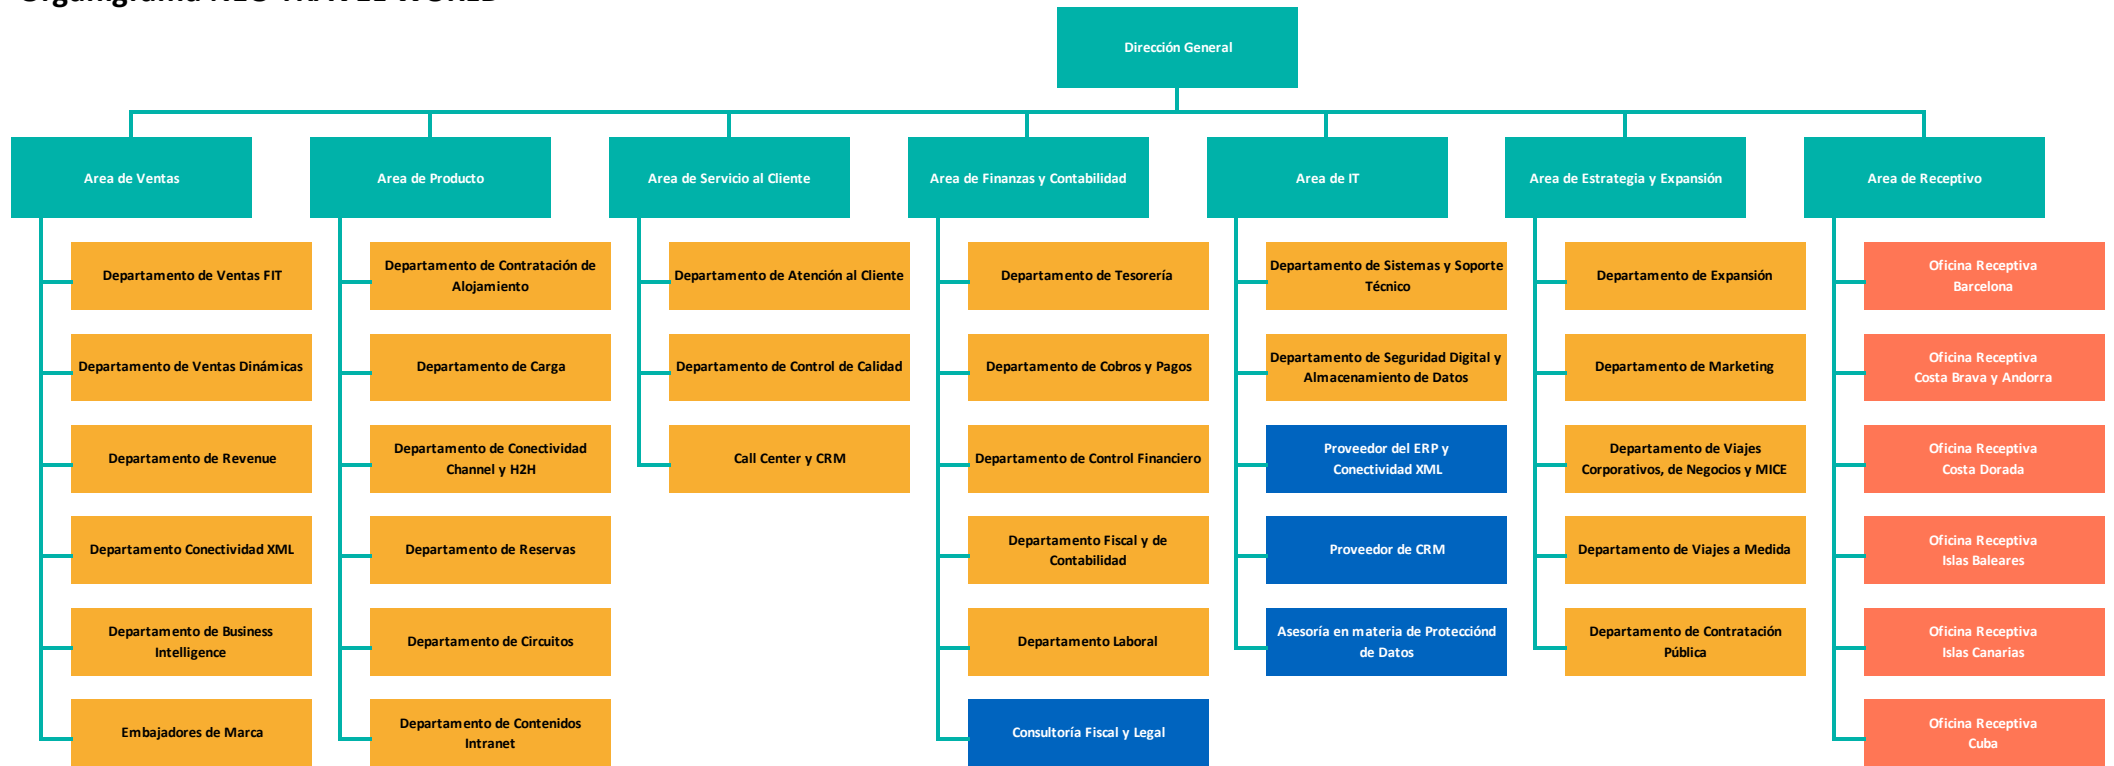 Organigrama NEO TRAVEL WORLD
Dirección General
Area de Ventas
Area de Producto
Area de Servicio al Cliente
Area de Finanzas y Contabilidad
Area de IT
Area de Estrategia y Expansión
Area de Receptivo
Departamento de Ventas FIT
Departamento de Ventas Dinámicas
Departamento de Revenue
Departamento Conectividad XML
Departamento de Business
Intelligence
Embajadores de Marca
Departamento de Contratación de
Alojamiento
Departamento de Carga
Departamento de Conectividad
Channel y H2H
Departamento de Reservas
Departamento de Circuitos
Departamento de Contenidos
Intranet
Departamento de Atención al Cliente
Departamento de Control de Calidad
Call Center y CRM
Departamento de Tesorería
Departamento de Cobros y Pagos
Departamento de Control Financiero
Departamento Fiscal y de
Contabilidad
Departamento Laboral
Consultoría Fiscal y Legal
Departamento de Sistemas y Soporte
Técnico
Departamento de Seguridad Digital y
Almacenamiento de Datos
Proveedor del ERP y
Conectividad XML
Proveedor de CRM
Asesoría en materia de Protecciónd
de Datos
Departamento de Expansión
Departamento de Marketing
Departamento de Viajes
Corporativos, de Negocios y MICE
Departamento de Viajes a Medida
Departamento de Contratación
Pública
Oficina Receptiva
Barcelona
Oficina Receptiva
Costa Brava y Andorra
Oficina Receptiva
Costa Dorada
Oficina Receptiva
Islas Baleares
Oficina Receptiva
Islas Canarias
Oficina Receptiva
Cuba